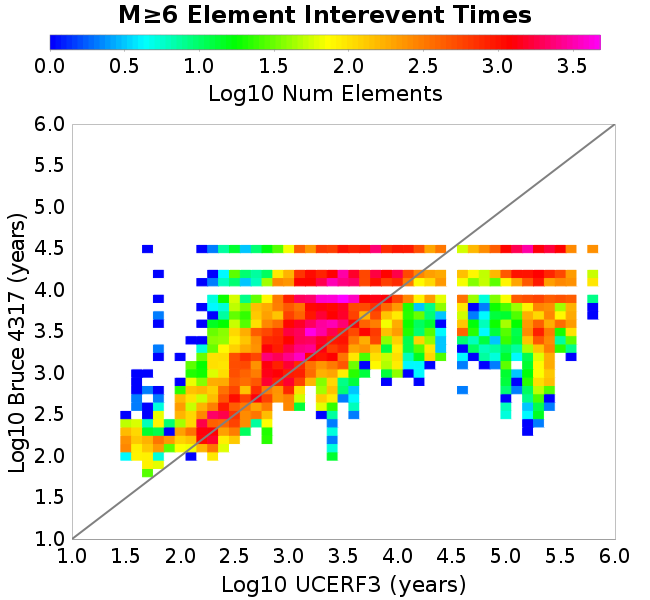 M≥6 Element Interevent Times
0.0 0.5 1.0 1.5 2.0 2.5 3.0 3.5
Log10 Num Elements
6.0
5.5
5.0
4.5
4.0
3.5
3.0
2.5
2.0
1.5
1.0
Log10 Bruce 4317 (years)
1.0 1.5 2.0 2.5 3.0 3.5 4.0 4.5 5.0 5.5 6.0
Log10 UCERF3 (years)